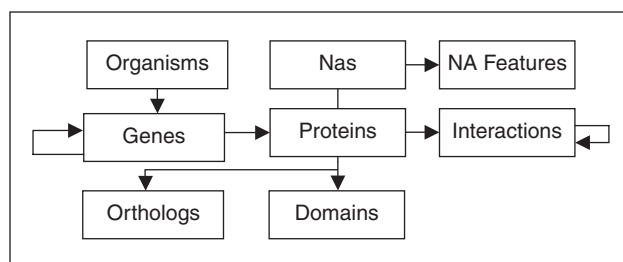 Organisms
Nas
NA Features
Genes
Proteins
Interactions
Orthologs
Domains